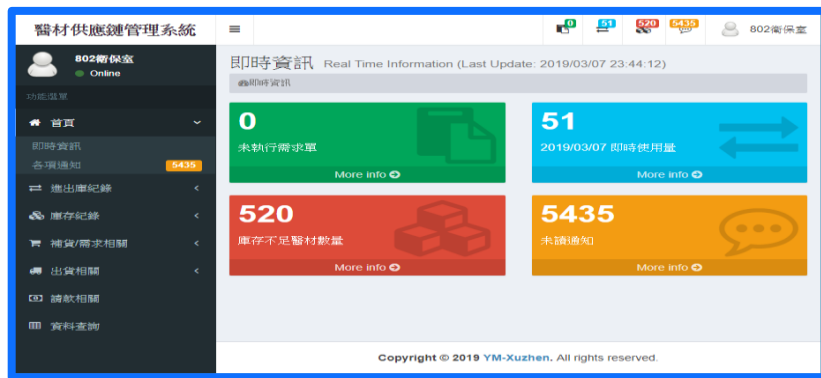 醫材供應鏈管理系統
0
51
520
5435
802衛保室
802衛保室
Online
功能選單
首頁
即時資訊
各項通知 5435
進出庫紀錄
庫存紀錄
補貨/需求相關
出貨相關
請款相關
資料查詢
即時資訊 Real Time Information (Last Update: 2019/03/07 23:44:12)
即時資訊
0
未執行需求單
More info
51
2019/03/07 即時使用量
More info
520
庫存不足醫材數量
More info
5435
未讀通知
More info
Copyright © 2019 YM-Xuzhen. All rights reserved.